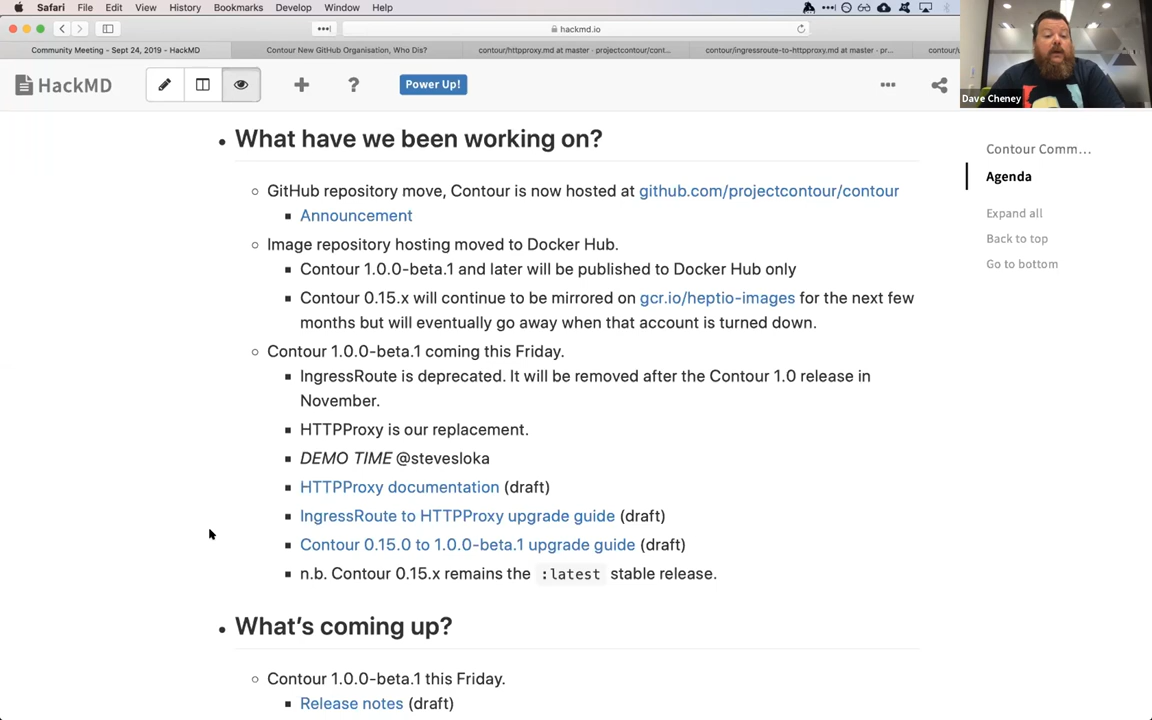 Safari File Edit View History Bookmarks Develop Window Help
hackmd.io
Community Meeting - Sept 24, 2019 - HackMD
Contour New GitHub Organisation, Who Dis?
contour/httpproxy.md at master · projectcontour/cont...
contour/ingressroute-to-httpproxy.md at master · pr...
contour/u
HackMD
Power Up!
Dave Cheney
What have we been working on?
GitHub repository move, Contour is now hosted at github.com/projectcontour/contour
Announcement
Image repository hosting moved to Docker Hub.
Contour 1.0.0-beta.1 and later will be published to Docker Hub only
Contour 0.15.x will continue to be mirrored on gcr.io/heptio-images for the next few
months but will eventually go away when that account is turned down.
Contour 1.0.0-beta.1 coming this Friday.
IngressRoute is deprecated. It will be removed after the Contour 1.0 release in
November.
HTTPProxy is our replacement.
DEMO TIME @stevesloka
HTTPProxy documentation (draft)
IngressRoute to HTTPProxy upgrade guide (draft)
Contour 0.15.0 to 1.0.0-beta.1 upgrade guide (draft)
n.b. Contour 0.15.x remains the :latest stable release.
What's coming up?
Contour 1.0.0-beta.1 this Friday.
Release notes (draft)
Contour Comm...
Agenda
Expand all
Back to top
Go to bottom